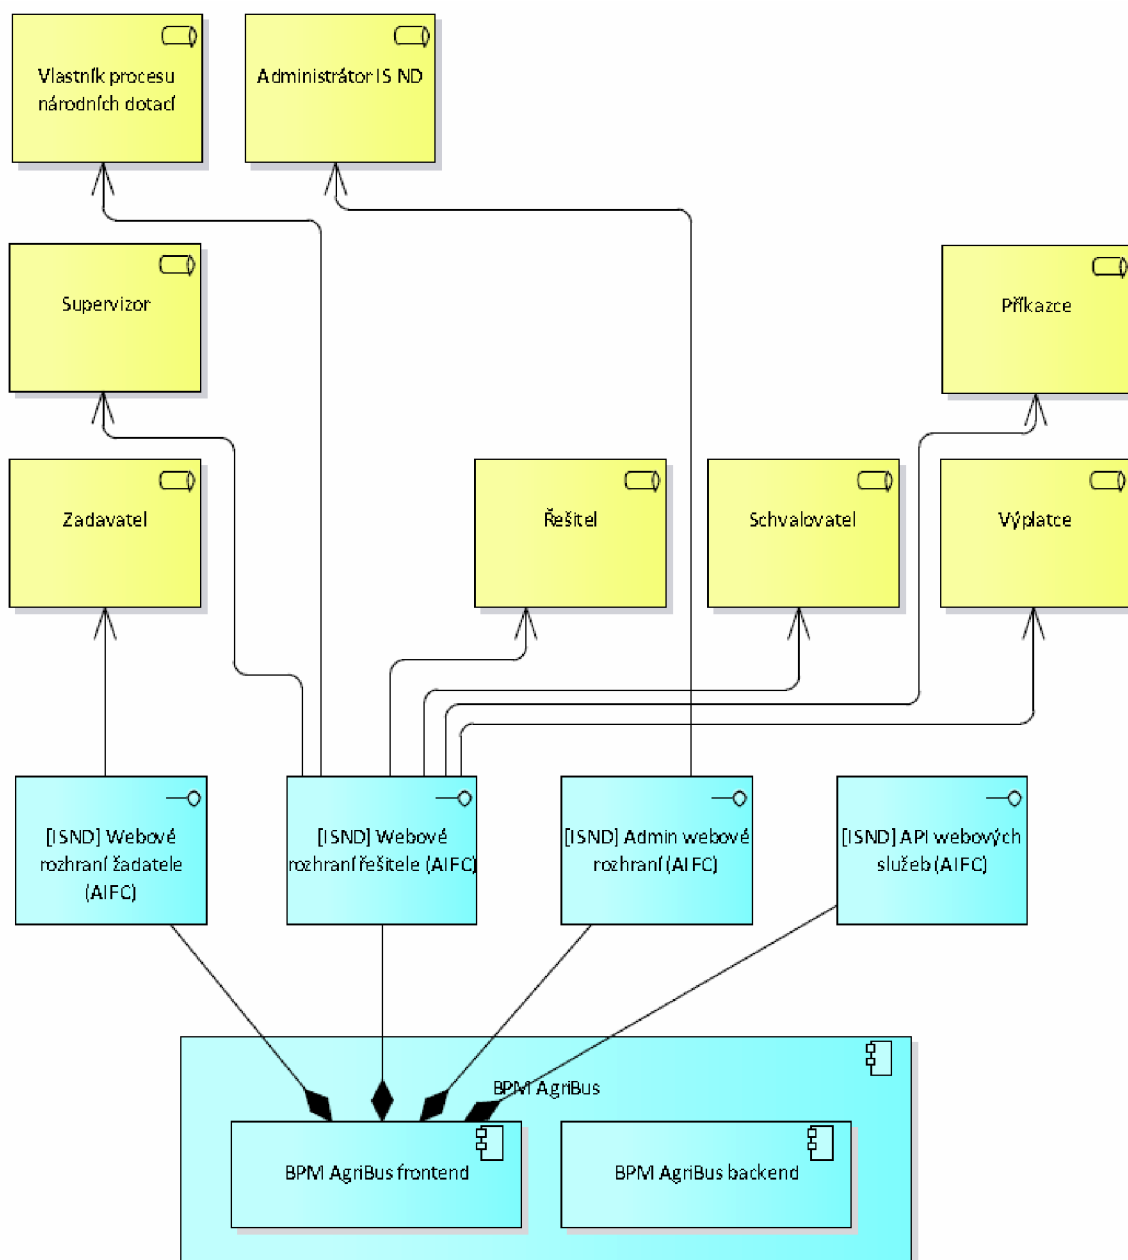 Vlastník procesu
národních dotací
Administrátor IS ND
Supervizor
Příkazce
Zadavatel
Řešitel
Schvalovatel
Výplatce
[ISND] Webové
rozhraní žadatele
(AIFC)
[ISND] Webové
rozhraní řešitele (AIFC)
[ISND] Admin webové
rozhraní (AIFC)
[ISND] API webových
služeb (AIFC)
BPM AgriBus
BPM AgriBus frontend
BPM AgriBus backend